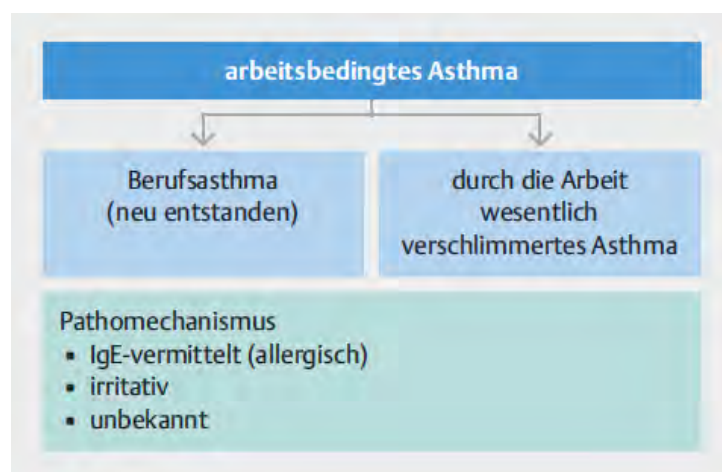 arbeitsbedingtes Asthma
Berufsasthma
(neu entstanden)
durch die Arbeit
wesentlich
verschlimmertes Asthma
Pathomechanismus
▪ IgE-vermittelt (allergisch)
▪ irritativ
▪ unbekannt